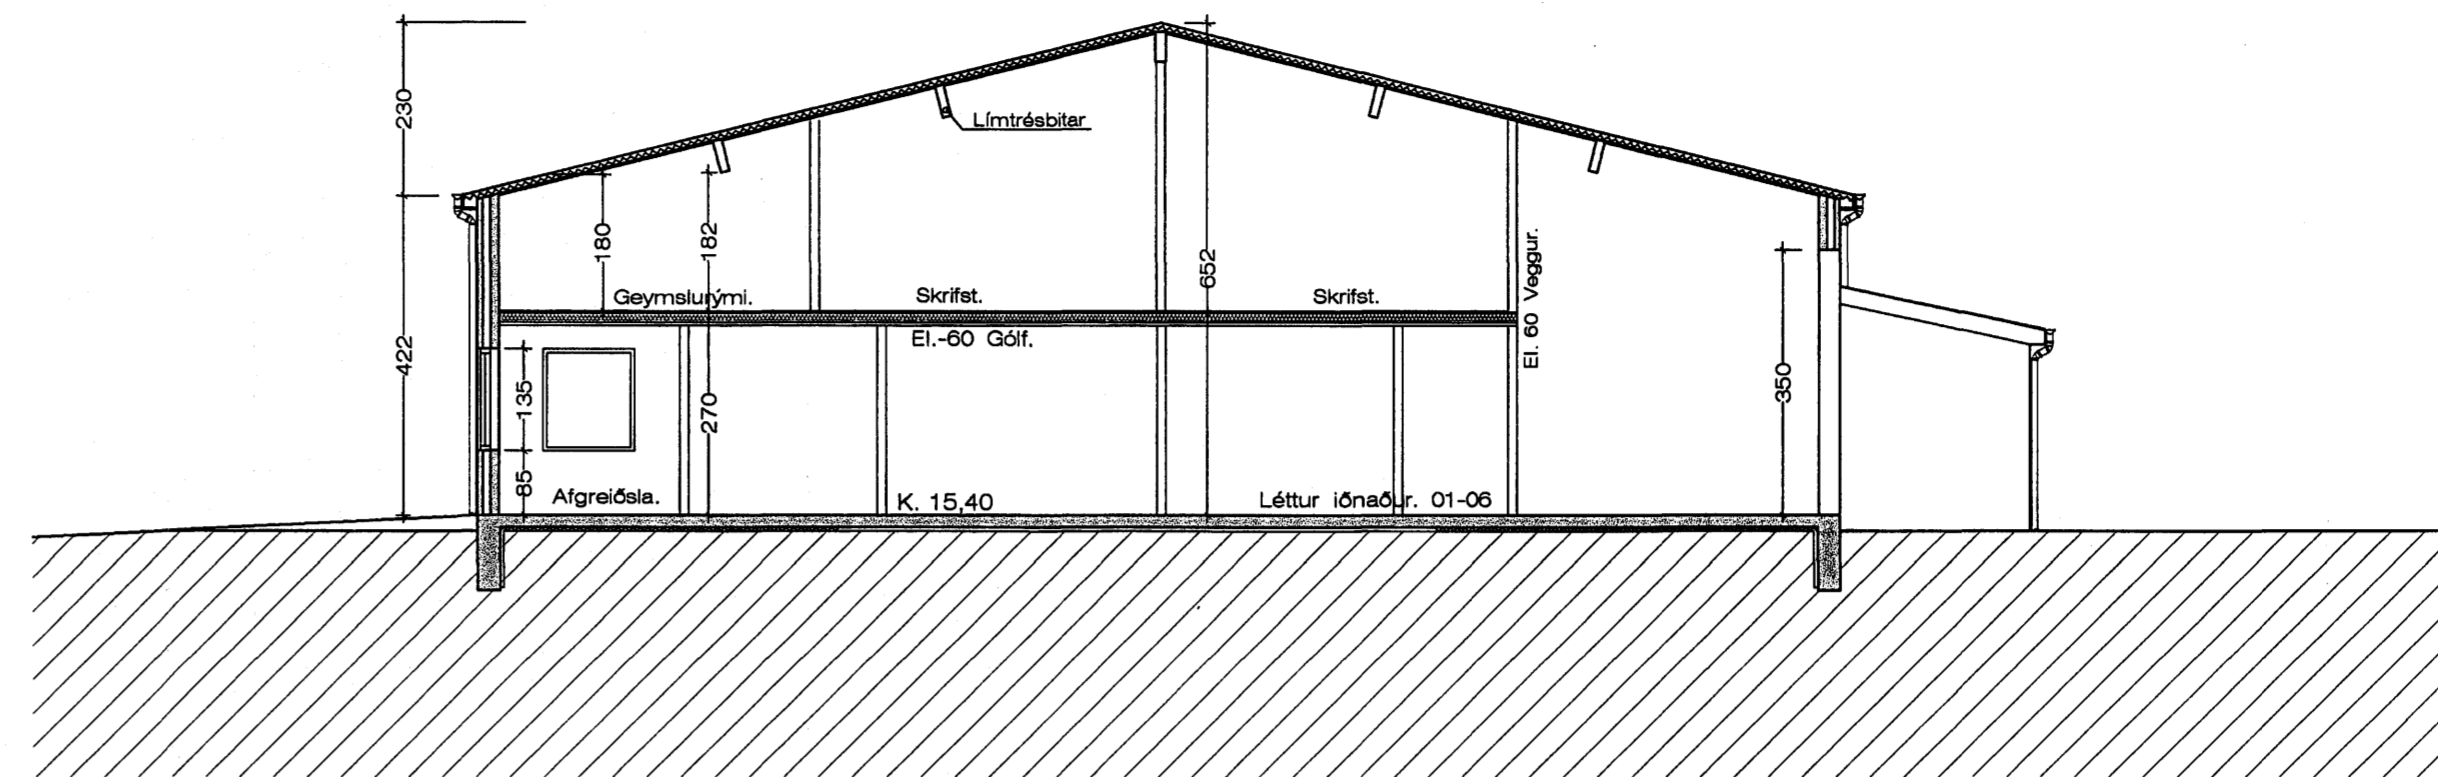 230
Límtrésbitar
180
182
652
El. 60 Veggur.
Geymslurými.
Skrifst.
Skrifst.
El.-60 Gólf.
422
135
270
350
85
Afgreiðsla.
K. 15,40
Léttur iðnaður. 01-06